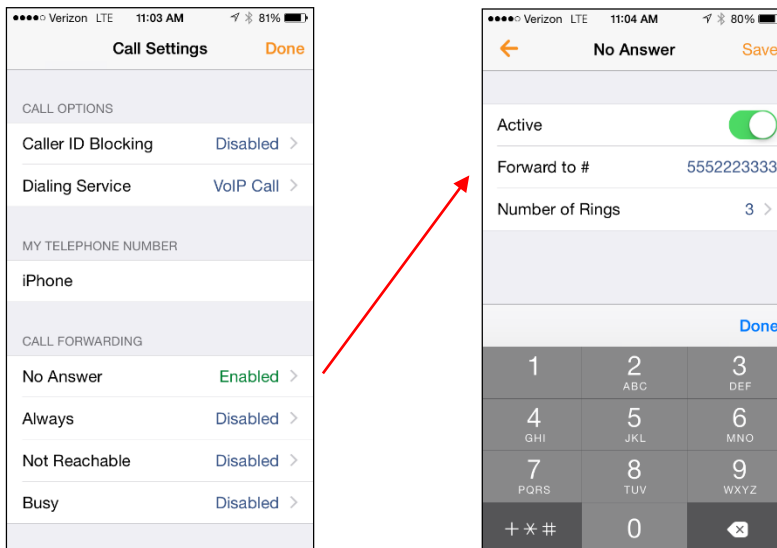 Verizon LTE 11:03 AM 81%
Call Settings Done
CALL OPTIONS
Caller ID Blocking Disabled
Dialing Service VoIP Call
MY TELEPHONE NUMBER
iPhone
CALL FORWARDING
No Answer Enabled
Always Disabled
Not Reachable Disabled
Busy Disabled
Verizon LTE 11:04 AM 80%
No Answer Save
Active
Forward to # 5552223333
Number of Rings 3
Done
1 2 3
ABC DEF
4 5 6
GHI JKL MNO
7 8 9
PQRS TUV WXYZ
+*# 0